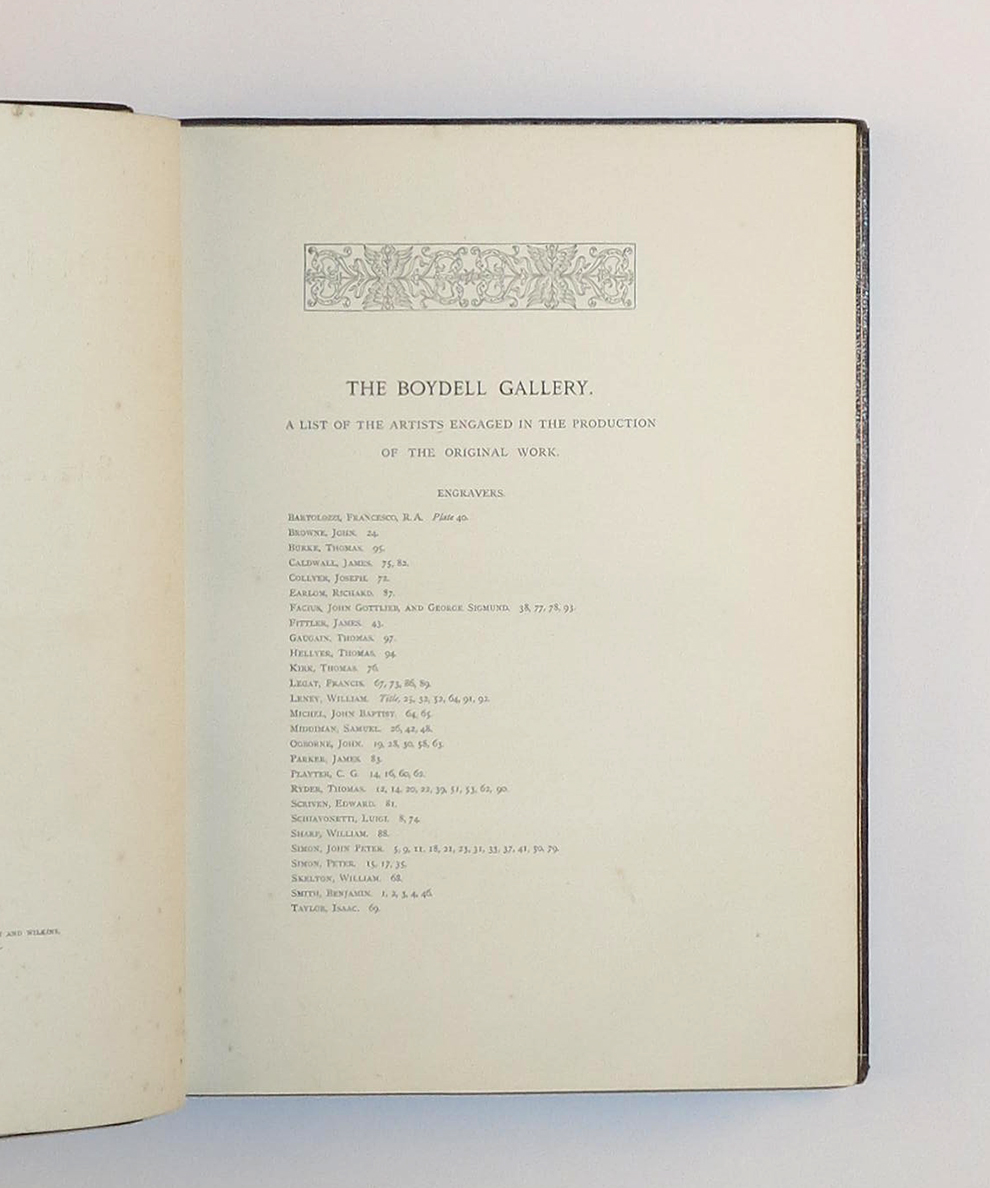 THE BOYDELL GALLERY.
A LIST OF THE ARTISTS ENGAGED IN THE PRODUCTION
OF THE ORIGINAL WORK.
ENGRAVERS.
BARTOLOZZI, FRANCESCO, R.A. Plate 40.
BROWNE, JOHN. 24.
BURKE, THOMAS. 95.
CALDWALL, JAMES. 75, 82.
COLLYER, JOSEPH. 72.
EARLOM, RICHARD. 87.
FACIUS, JOHN GOTTLIEB, AND GEORGE SIGMUND. 38, 77, 78, 93.
FITTLER, JAMES. 43.
GAUGAIN, THOMAS. 97.
HELLYER, THOMAS. 94.
KIRK, THOMAS. 76.
LEGAT, FRANCIS. 67, 73, 86, 89.
LENEY, WILLIAM. Title, 25, 32, 52, 64, 91, 92.
MICHEL, JOHN BAPTIST. 64, 65.
MIDDIMAN, SAMUEL. 26, 42, 48.
OGBORNE, JOHN. 19, 28, 30, 58, 63.
PARKER, JAMES. 83.
PLAYTER, C. G. 14, 16, 60, 62.
RYDER, THOMAS. 12, 14, 20, 22, 39, 51, 53, 62, 90.
SCRIVEN, EDWARD. 81.
SCHIAVONETTI, LUIGI. 8, 74.
SHARP, WILLIAM. 88.
SIMON, JOHN PETER. 5, 9, 11, 18, 21, 23, 31, 33, 37, 41, 50, 79.
SIMON, PETER. 15, 17, 35.
SKELTON, WILLIAM. 68.
SMITH, BENJAMIN. 1, 2, 3, 4, 46.
TAYLOR, ISAAC. 69.
AND WILKINS,